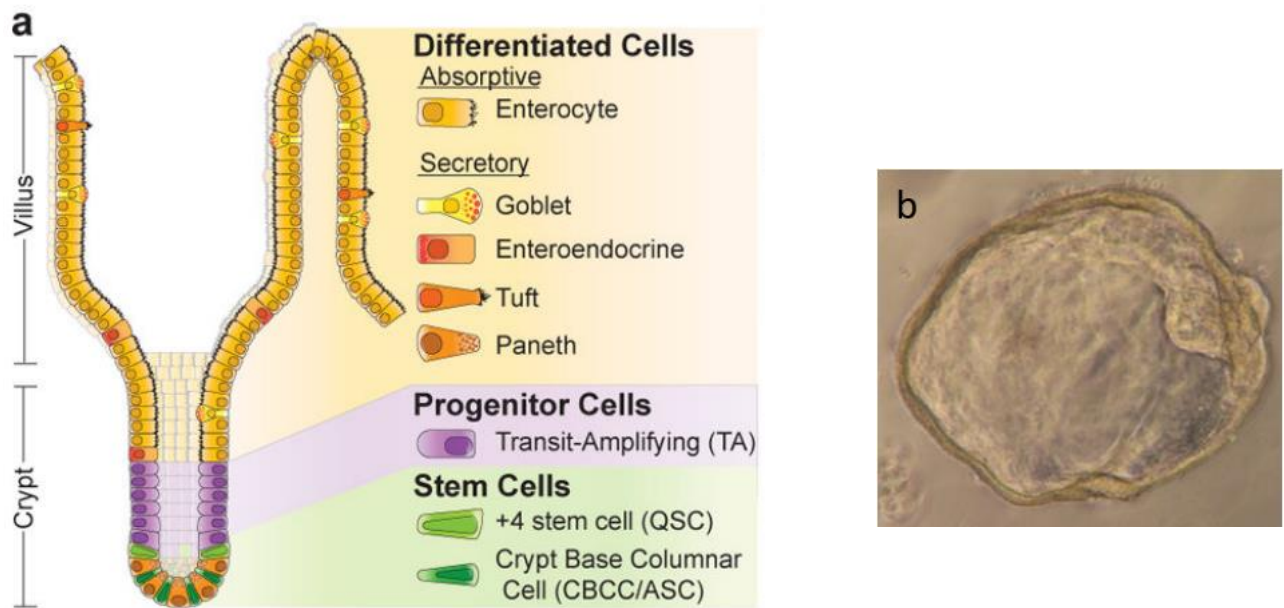 a
Villus
Crypt
Differentiated Cells
Absorptive
Enterocyte
Secretory
Goblet
Enteroendocrine
Tuft
Paneth
Progenitor Cells
Transit-Amplifying (TA)
Stem Cells
+4 stem cell (QSC)
Crypt Base Columnar
Cell (CBCC/ASC)
b